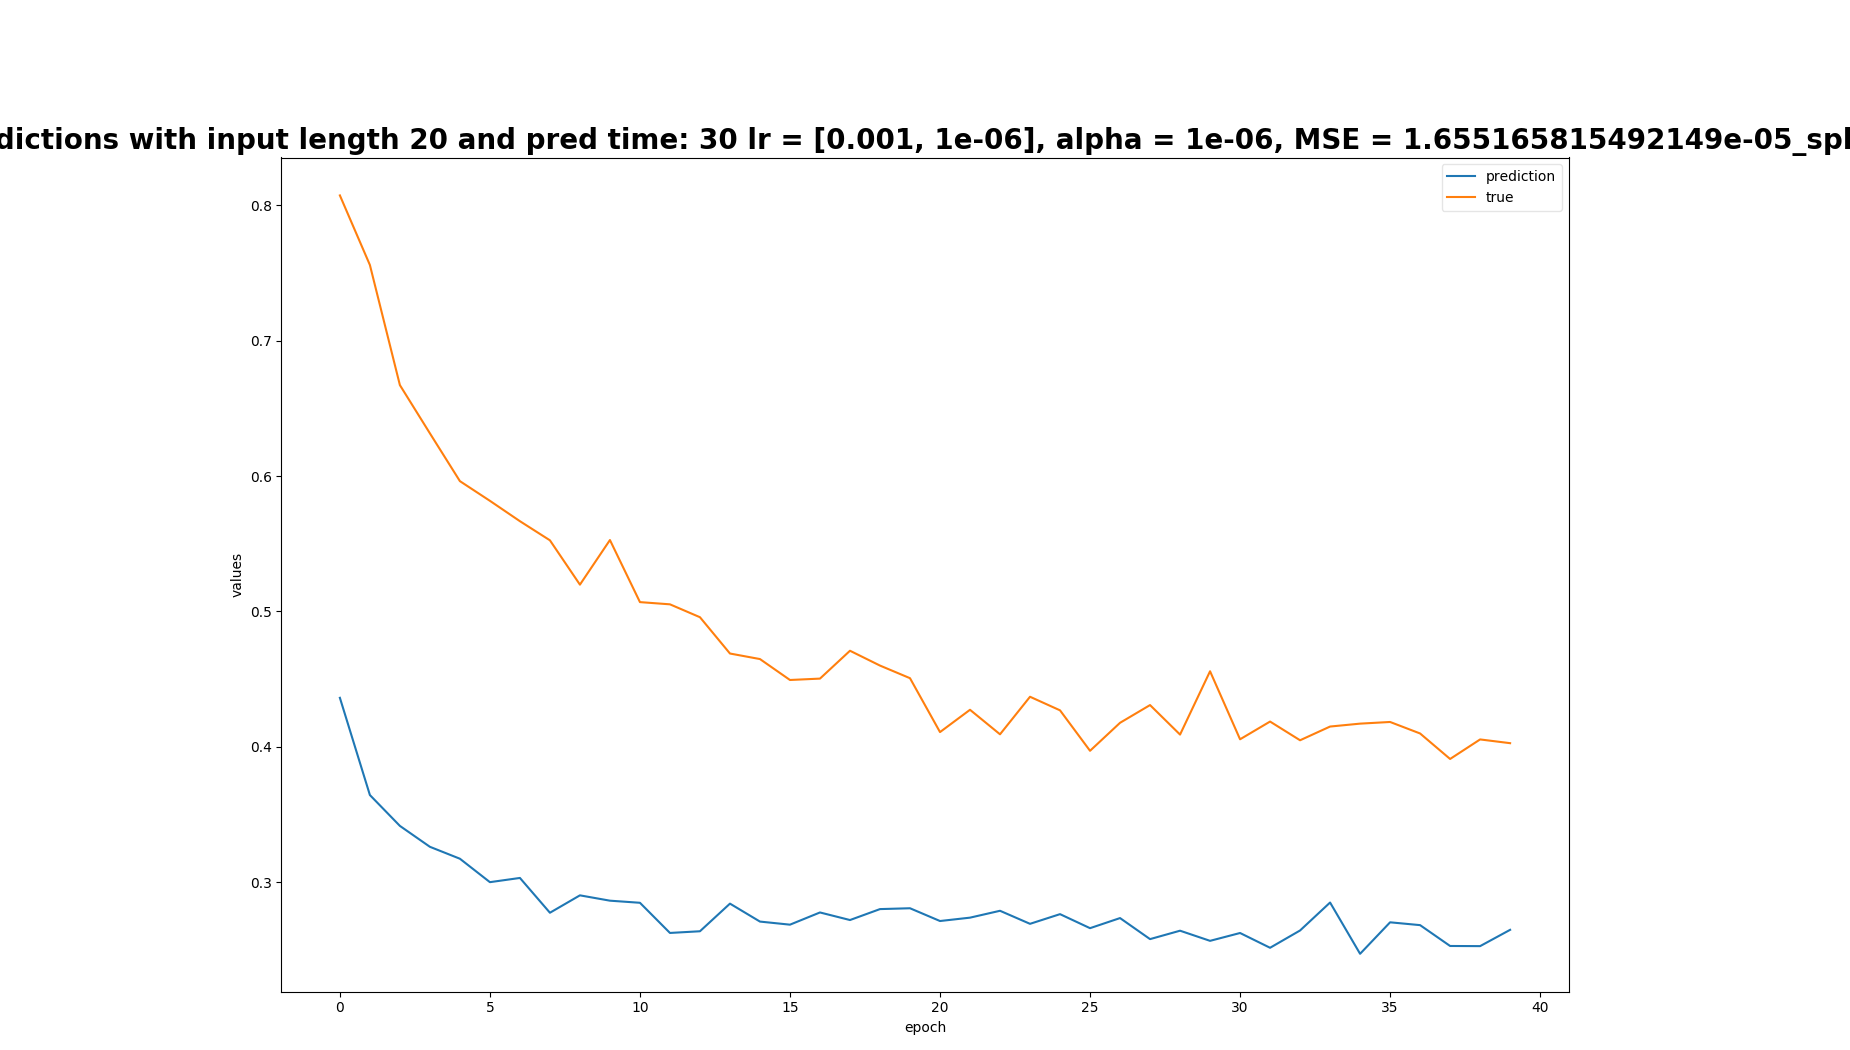 dictions with input length 20 and pred time: 30 lr = [0.001, 1e-06], alpha = 1e-06, MSE = 1.655165815492149e-05_spl
prediction
true
0.8
0.7
0.6
0.5
0.4
0.3
values
0 5 10 15 20 25 30 35 40
epoch